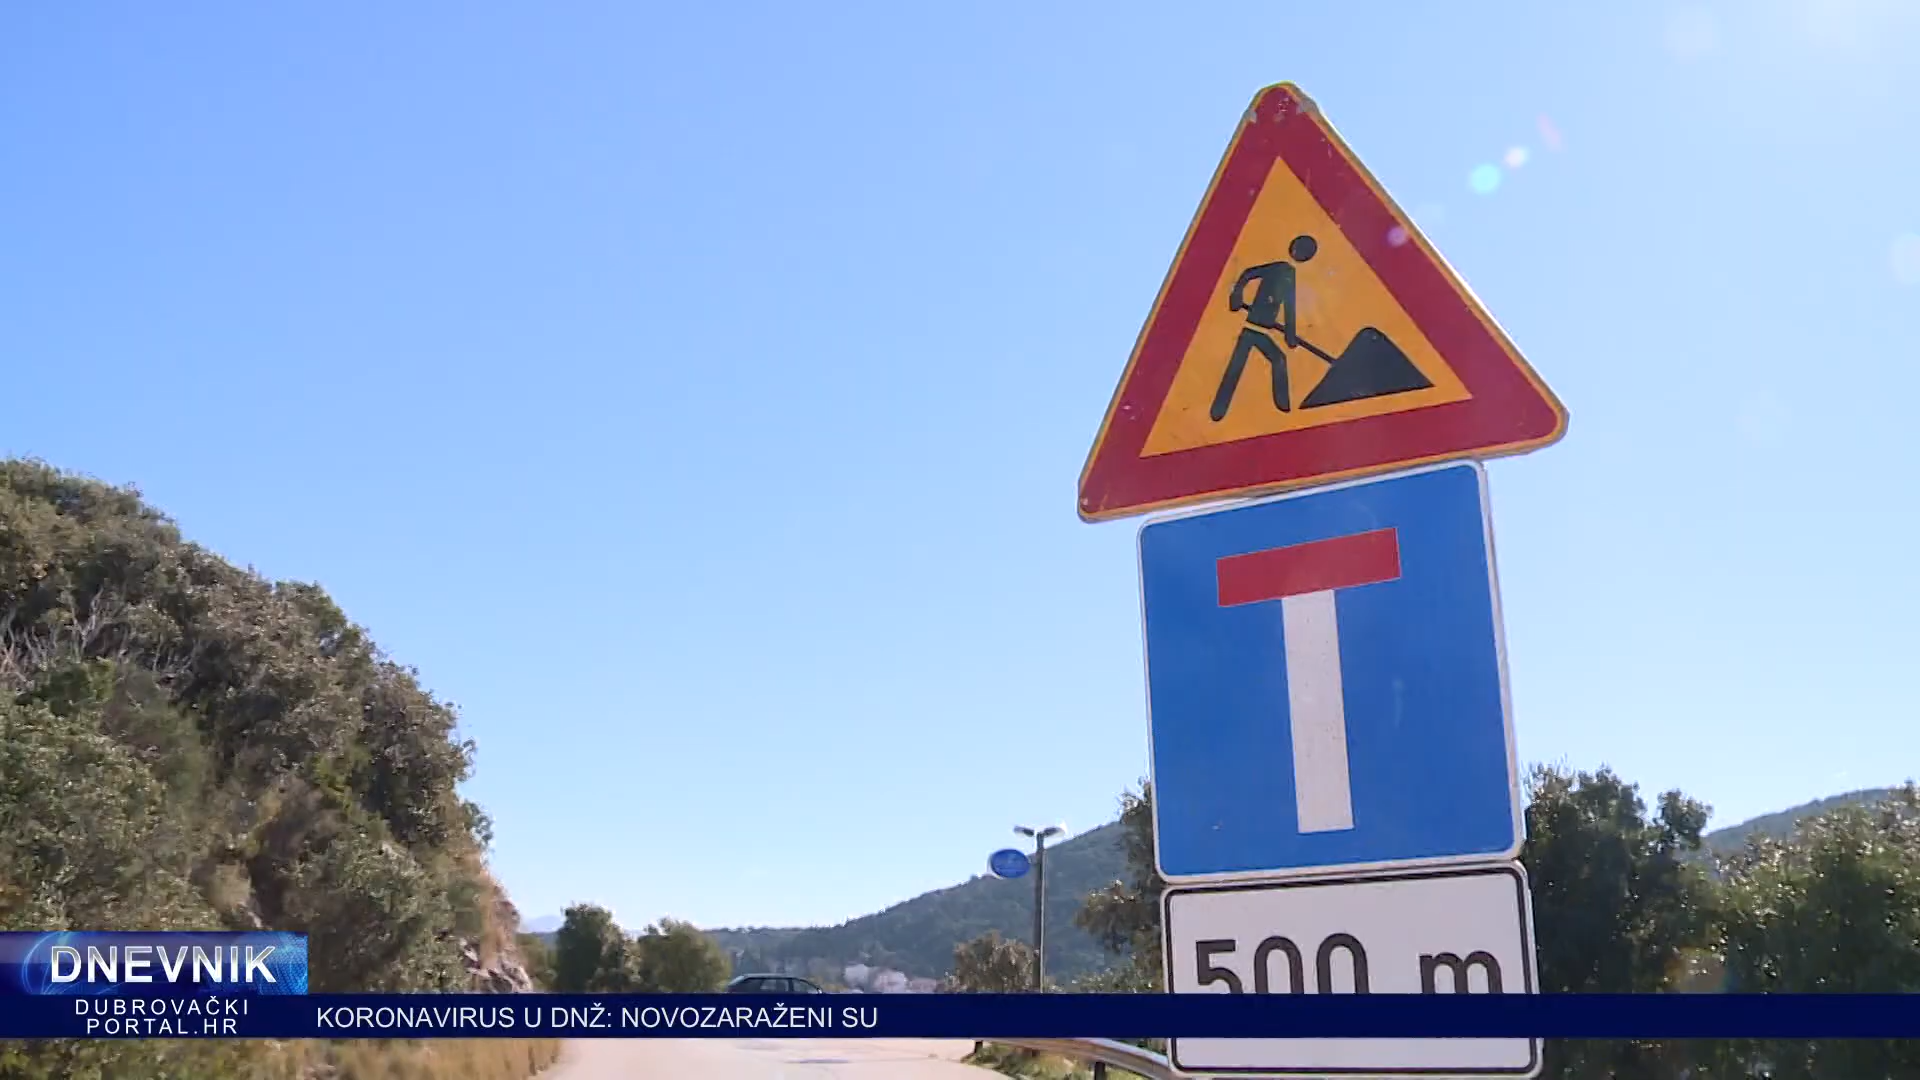 500 m
DNEVNIK
DUBROVAČKI
PORTAL.HR
KORONAVIRUS U DNŽ: NOVOZARAŽENI SU